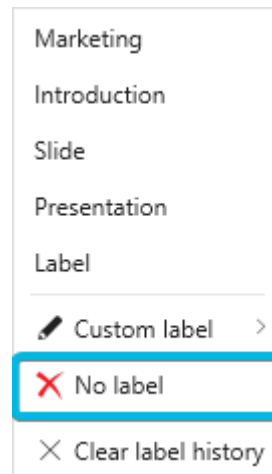 Marketing
Introduction
Slide
Presentation
Label
Custom label
No label
Clear label history